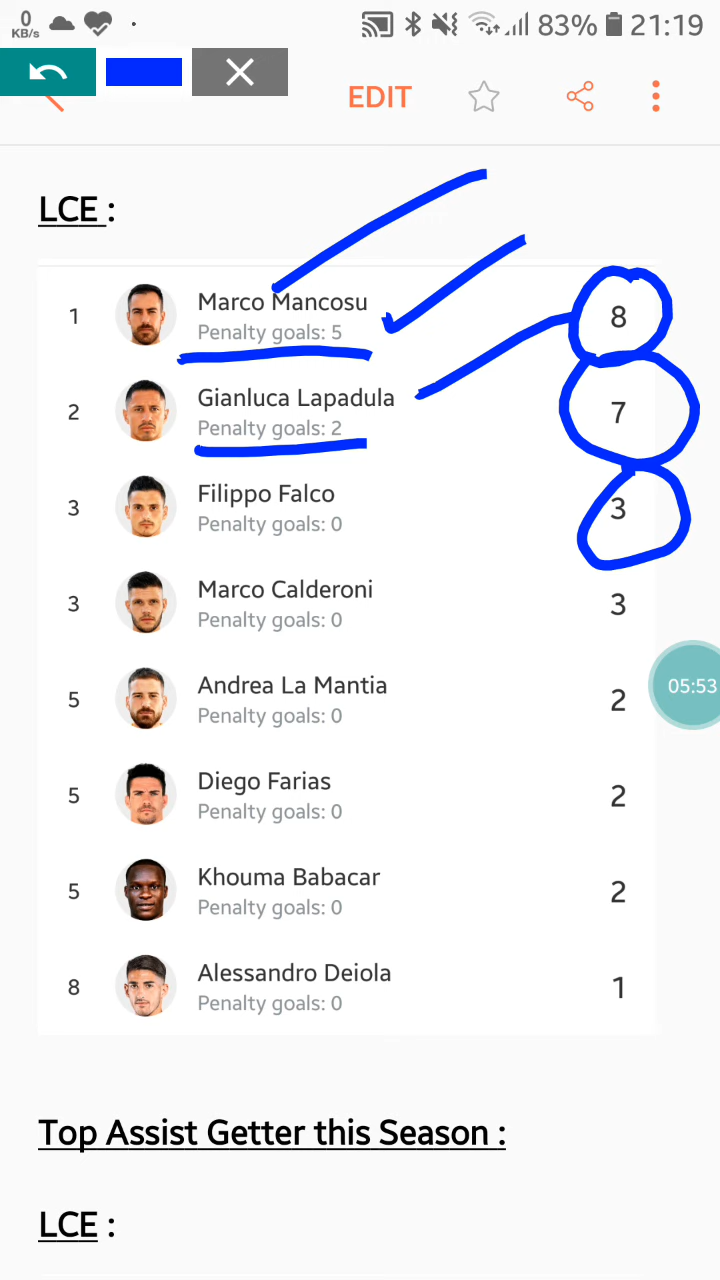 0
KB/s
83% 21:19
EDIT
LCE :
1 Marco Mancosu 8
Penalty goals: 5
2 Gianluca Lapadula 7
Penalty goals: 2
3 Filippo Falco 3
Penalty goals: 0
3 Marco Calderoni 3
Penalty goals: 0
5 Andrea La Mantia 2
Penalty goals: 0
05:53
5 Diego Farias 2
Penalty goals: 0
5 Khouma Babacar 2
Penalty goals: 0
8 Alessandro Deiola 1
Penalty goals: 0
Top Assist Getter this Season :
LCE :